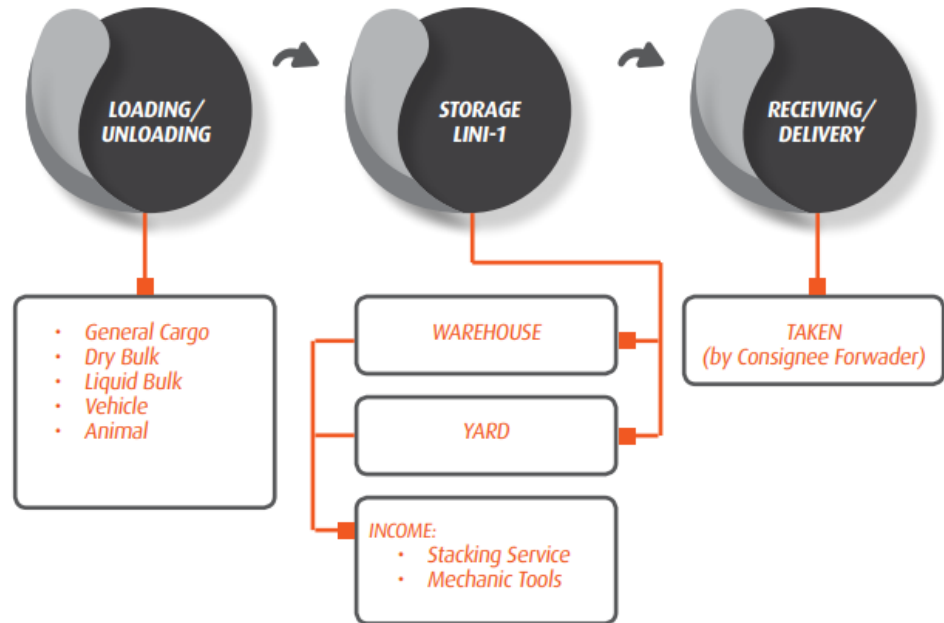 LOADING/
UNLOADING
STORAGE
LINI-1
RECEIVING/
DELIVERY
• General Cargo
• Dry Bulk
• Liquid Bulk
• Vehicle
• Animal
WAREHOUSE
YARD
INCOME:
• Stacking Service
• Mechanic Tools
TAKEN
(by Consignee Forwader)